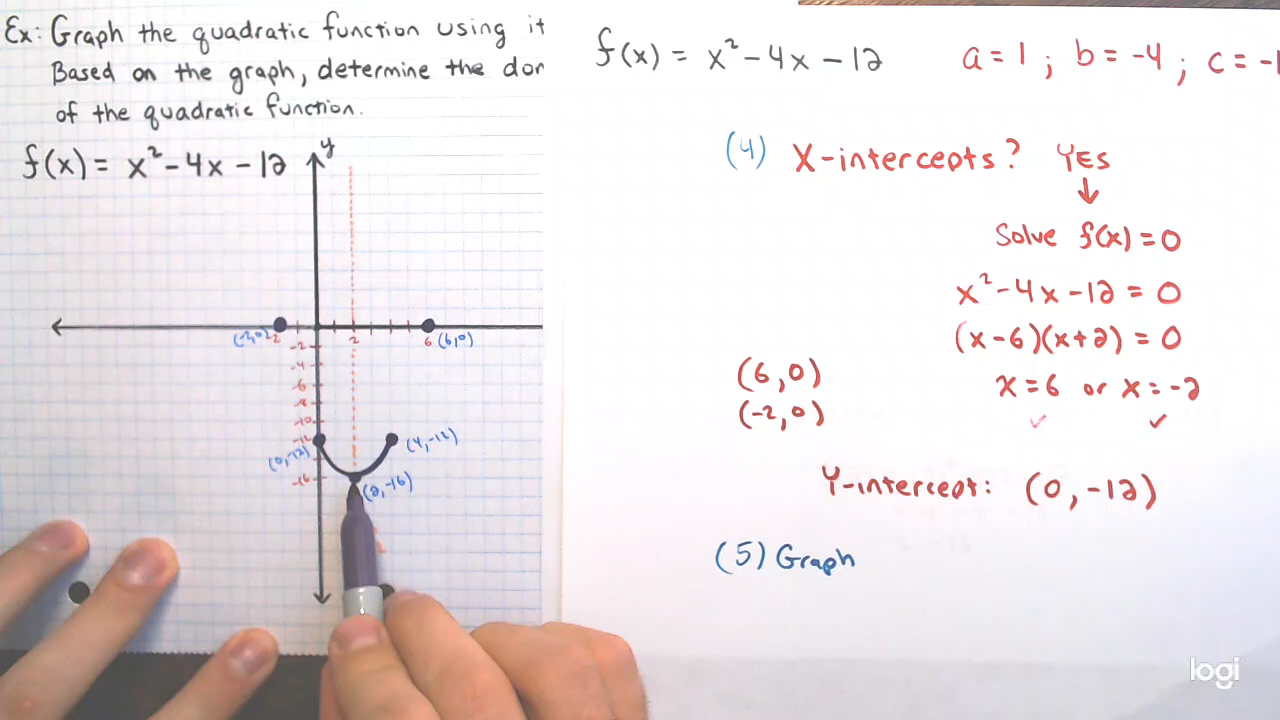 Ex: Graph the quadratic function using it
Based on the graph, determine the dor
of the quadratic function.
f(x) = x² - 4x - 12
y
(-2,0)
-2
2
6
(6,0)
-2
-4
-6
-8
-10
-12
-16
(0,-12)
(4,-12)
(2,-16)
f(x) = x² - 4x - 12
a = 1 ; b = -4 ; c = -1
(4) X-intercepts? YES
Solve f(x) = 0
x² - 4x - 12 = 0
(x - 6)(x + 2) = 0
x = 6 or x = -2
(6,0)
(-2,0)
Y-intercept: (0, -12)
(5) Graph
logi